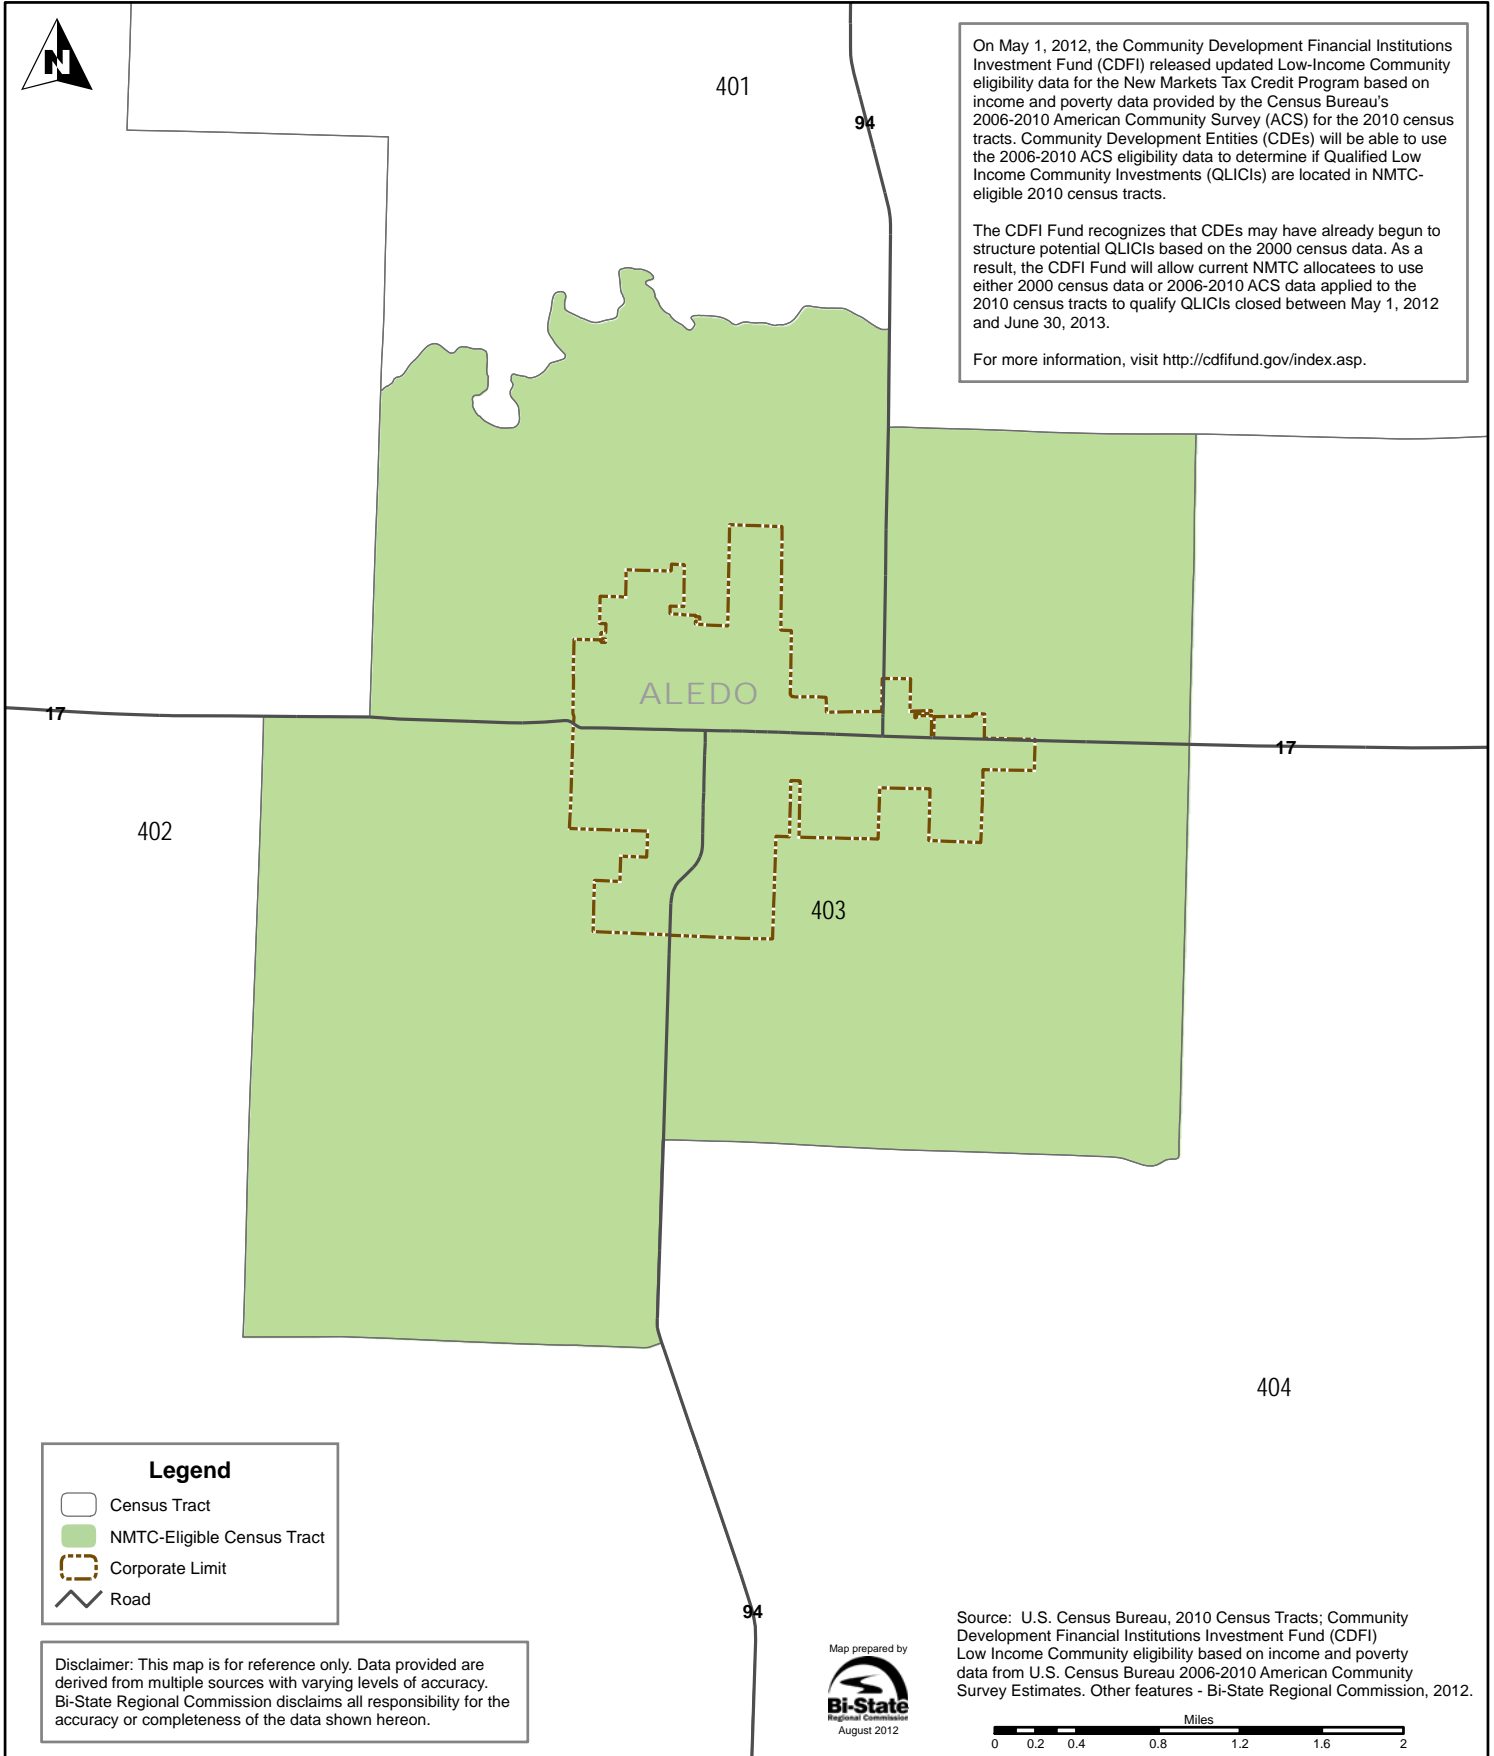 N
401
94
On May 1, 2012, the Community Development Financial Institutions
Investment Fund (CDFI) released updated Low-Income Community
eligibility data for the New Markets Tax Credit Program based on
income and poverty data provided by the Census Bureau's
2006-2010 American Community Survey (ACS) for the 2010 census
tracts. Community Development Entities (CDEs) will be able to use
the 2006-2010 ACS eligibility data to determine if Qualified Low
Income Community Investments (QLICIs) are located in NMTC-
eligible 2010 census tracts.
The CDFI Fund recognizes that CDEs may have already begun to
structure potential QLICIs based on the 2000 census data. As a
result, the CDFI Fund will allow current NMTC allocatees to use
either 2000 census data or 2006-2010 ACS data applied to the
2010 census tracts to qualify QLICIs closed between May 1, 2012
and June 30, 2013.
For more information, visit http://cdfifund.gov/index.asp.
ALEDO
17
17
402
403
404
Legend
Census Tract
NMTC-Eligible Census Tract
Corporate Limit
Road
94
Disclaimer: This map is for reference only. Data provided are
derived from multiple sources with varying levels of accuracy.
Bi-State Regional Commission disclaims all responsibility for the
accuracy or completeness of the data shown hereon.
Map prepared by
Bi-State
Regional Commission
August 2012
Source: U.S. Census Bureau, 2010 Census Tracts; Community
Development Financial Institutions Investment Fund (CDFI)
Low Income Community eligibility based on income and poverty
data from U.S. Census Bureau 2006-2010 American Community
Survey Estimates. Other features - Bi-State Regional Commission, 2012.
Miles
0 0.2 0.4 0.8 1.2 1.6 2